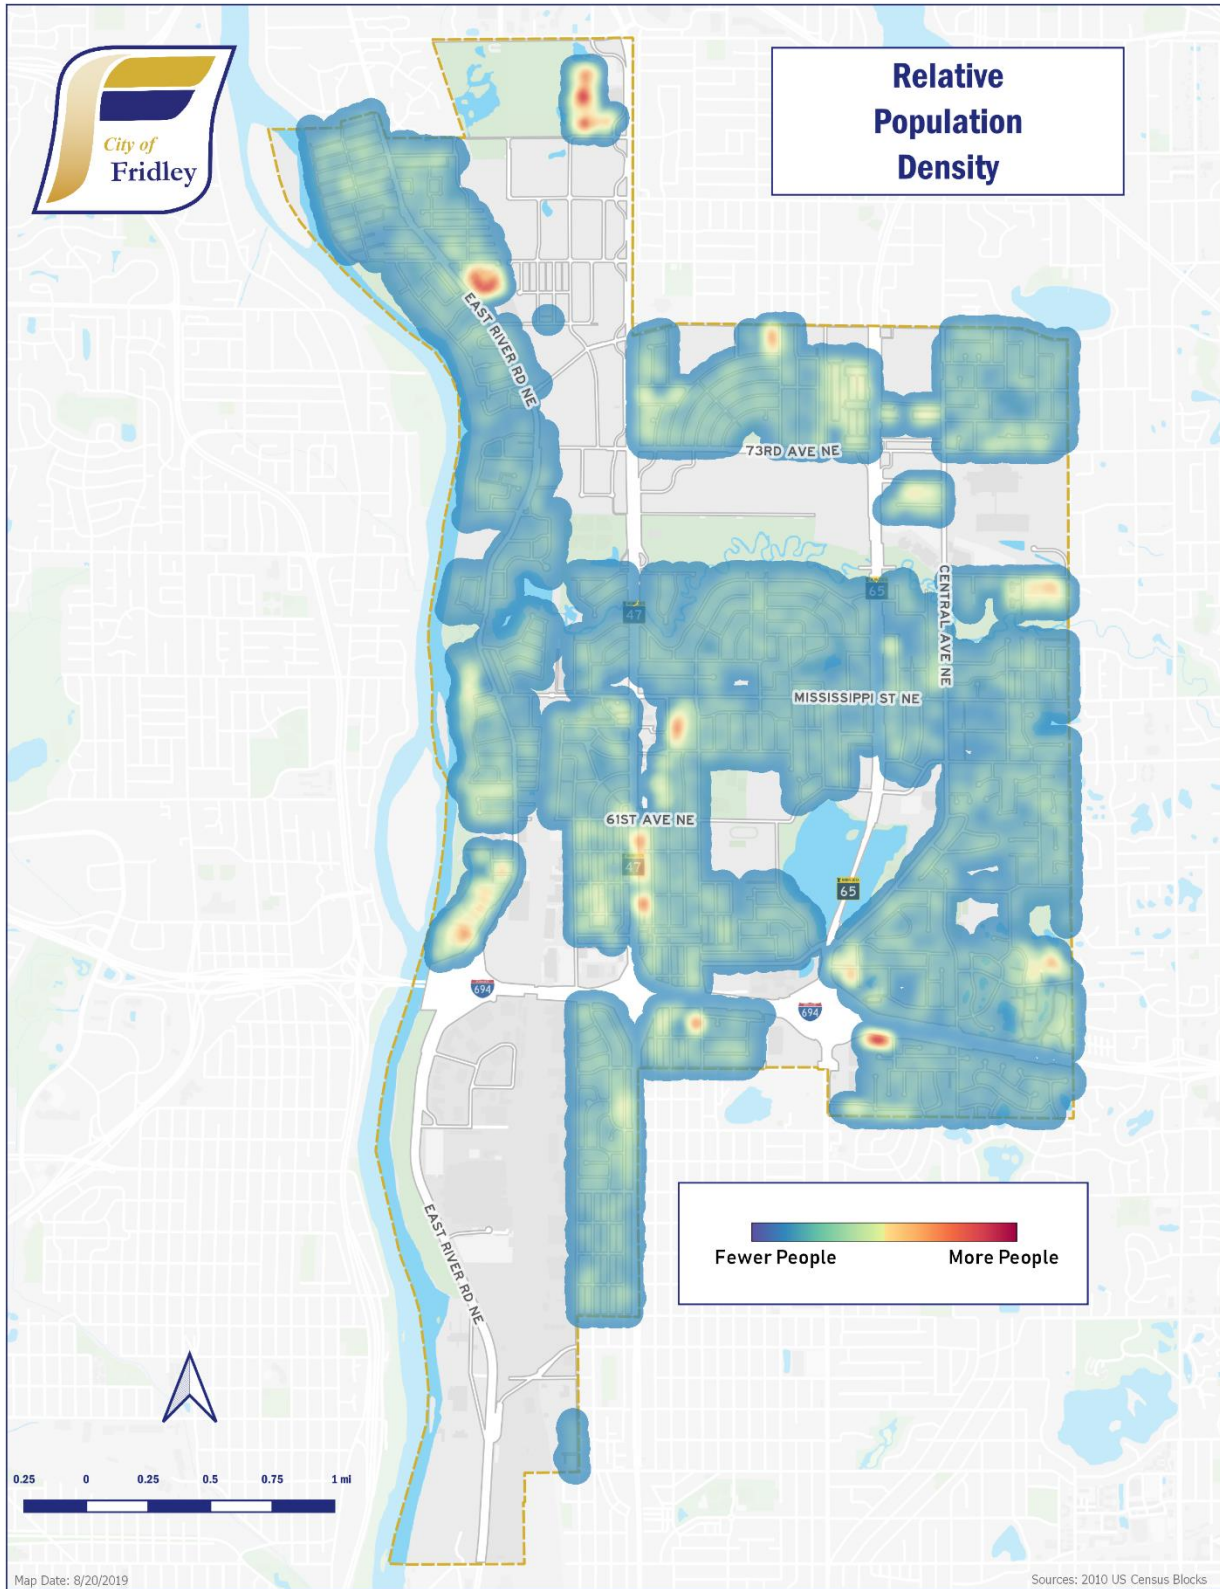 City of
Fridley
Relative
Population
Density
EAST RIVER RD NE
73RD AVE NE
CENTRAL AVE NE
47
65
MISSISSIPPI ST NE
61ST AVE NE
47
65
694
694
EAST RIVER RD NE
Fewer People
More People
0.25 0 0.25 0.5 0.75 1 mi
Map Date: 8/20/2019
Sources: 2010 US Census Blocks